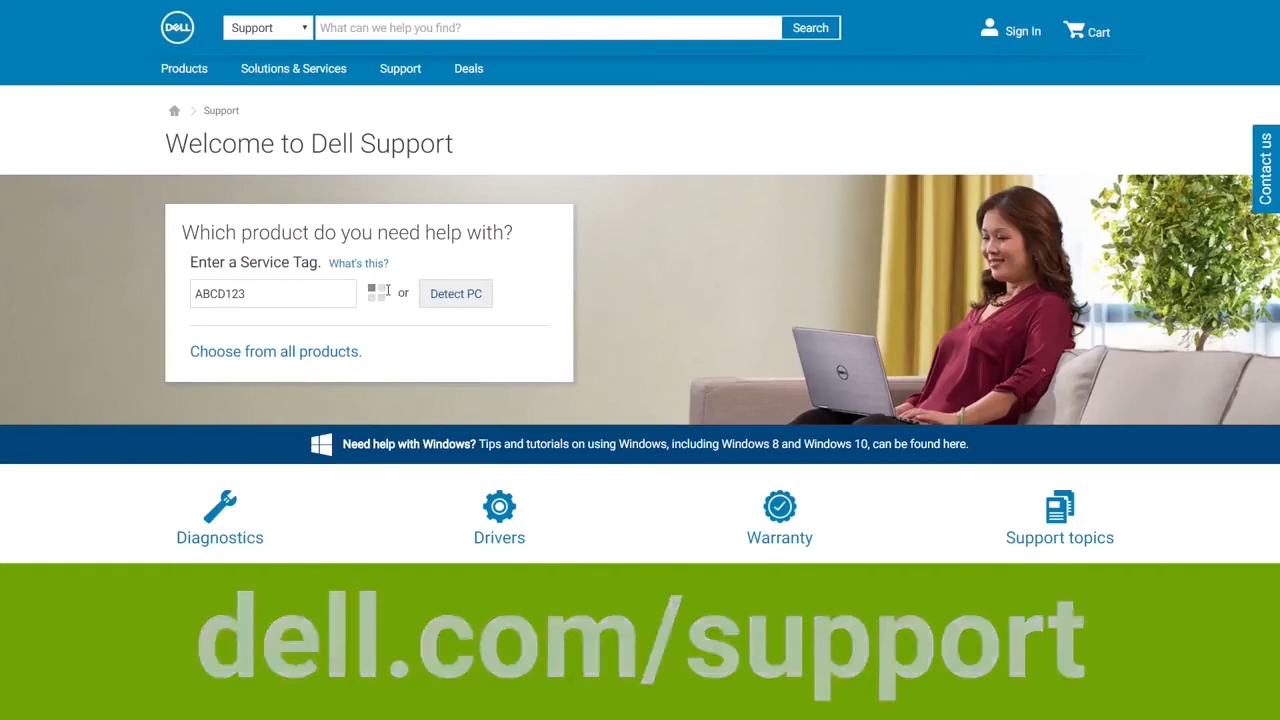 DELL
Support
What can we help you find?
Search
Sign In
Cart
Products
Solutions & Services
Support
Deals
Support
Welcome to Dell Support
Contact us
Which product do you need help with?
Enter a Service Tag. What's this?
ABCD123
or
Detect PC
Choose from all products.
Need help with Windows? Tips and tutorials on using Windows, including Windows 8 and Windows 10, can be found here.
Diagnostics
Drivers
Warranty
Support topics
dell.com/support